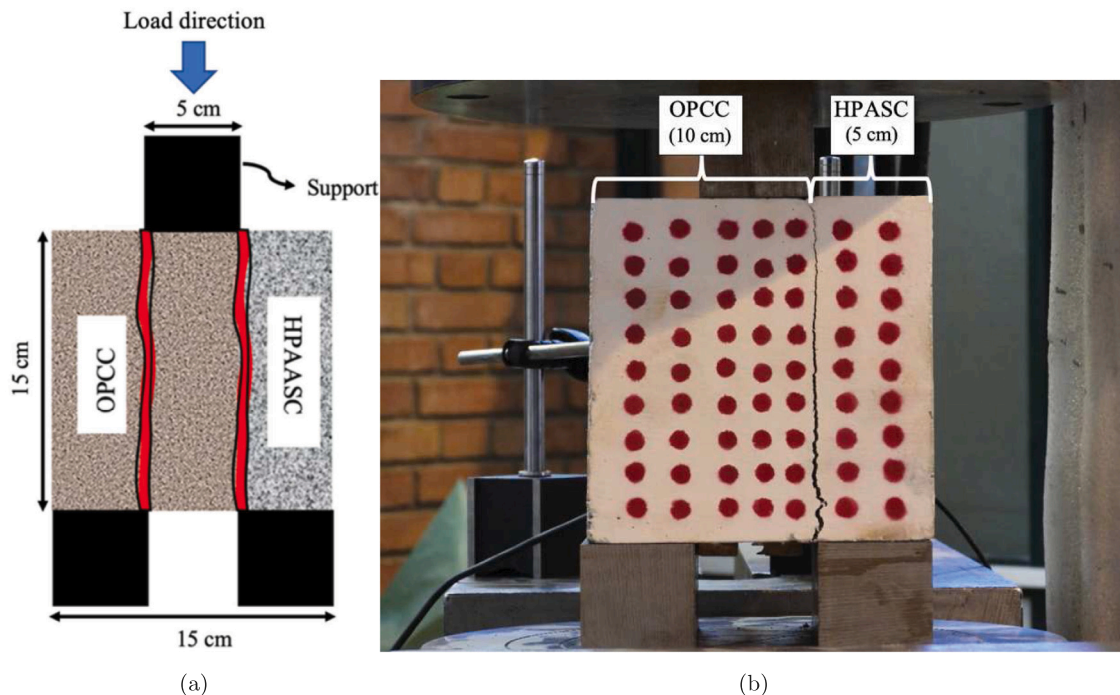 Load direction
5 cm
Support
15 cm
OPCC
HPAASC
15 cm
(a)
OPCC
(10 cm)
HPASC
(5 cm)
(b)